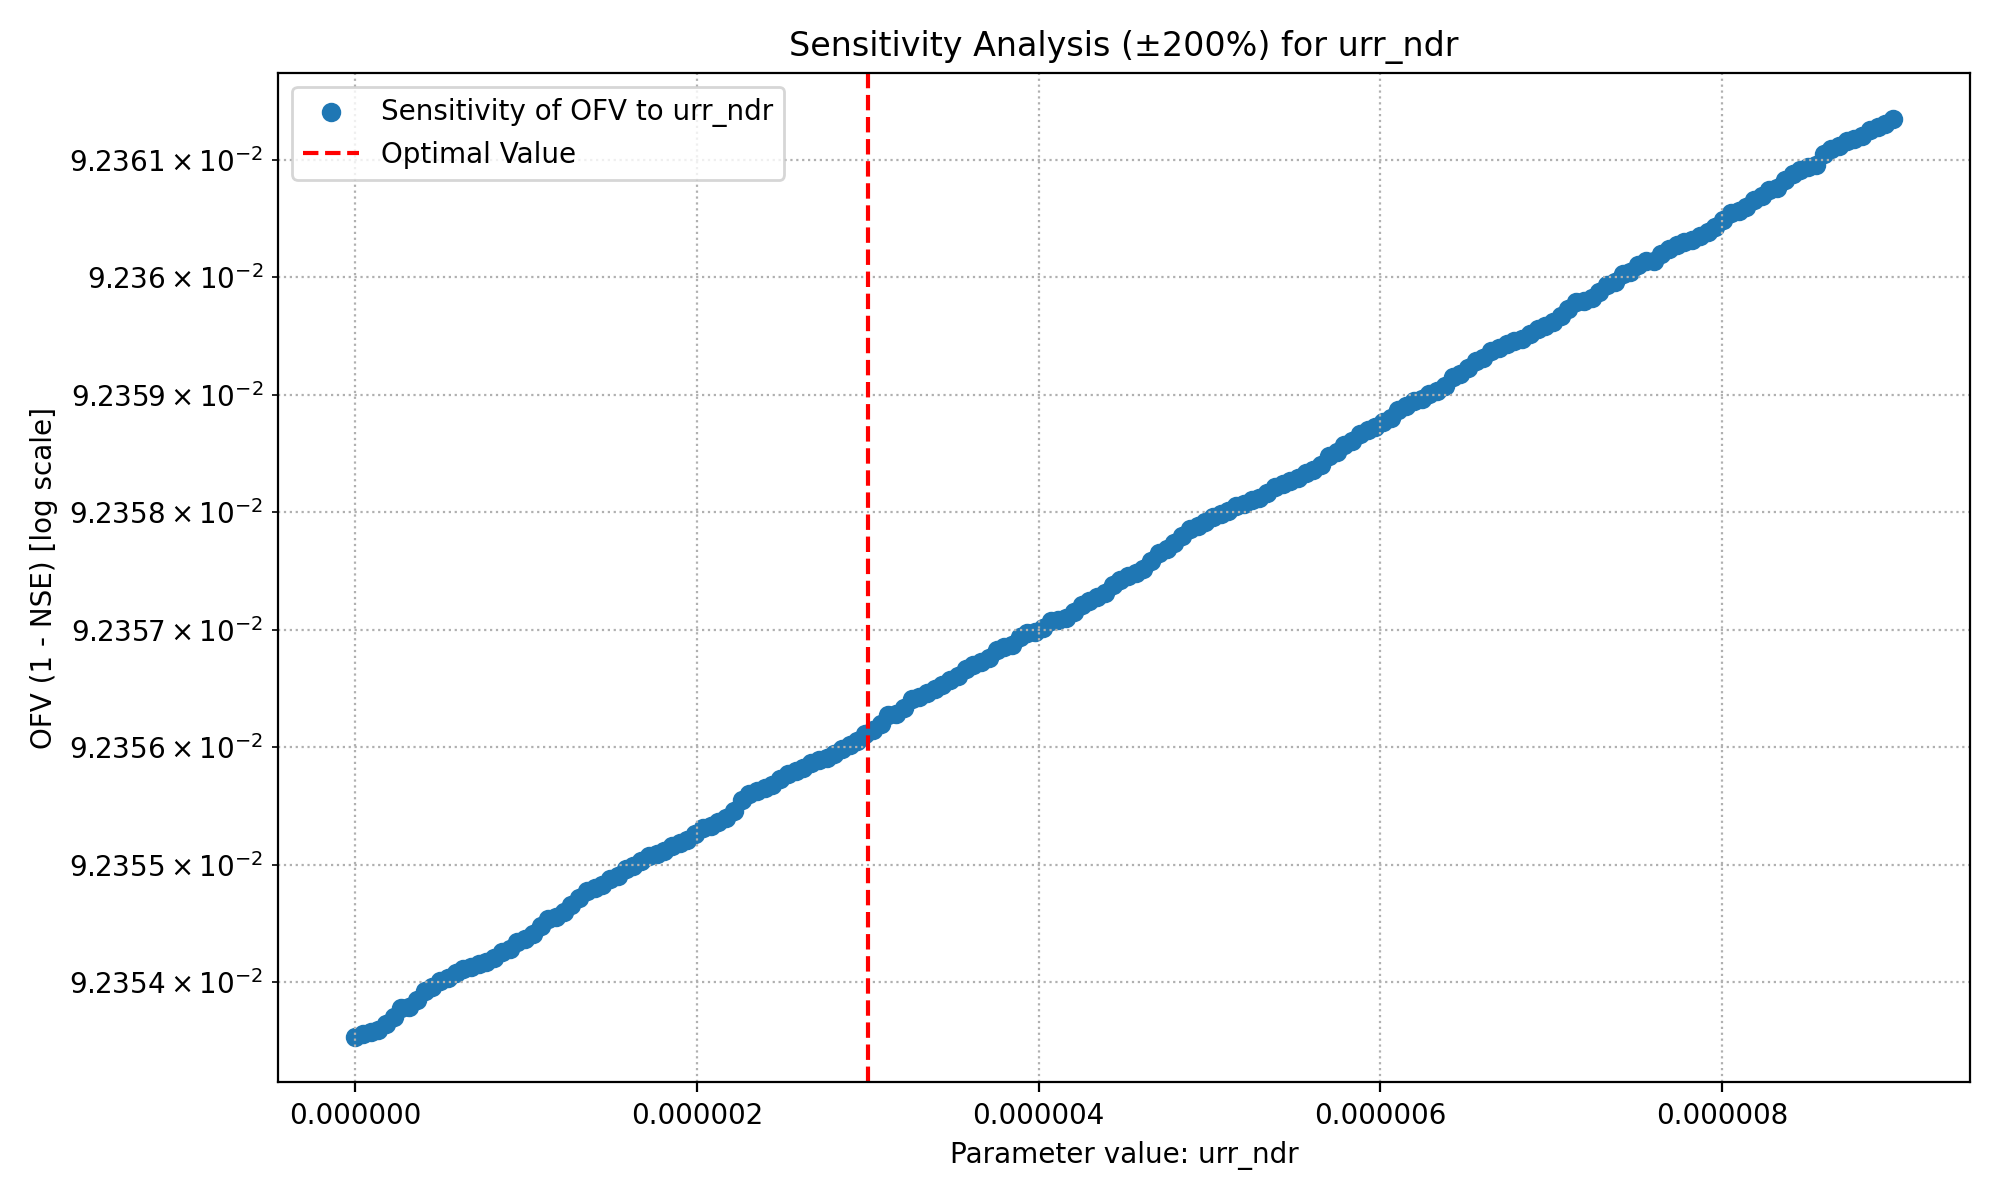 Sensitivity Analysis (±200%) for urr_ndr
Sensitivity of OFV to urr_ndr
Optimal Value
OFV (1 - NSE) [log scale]
9.2361 × 10⁻²
9.236 × 10⁻²
9.2359 × 10⁻²
9.2358 × 10⁻²
9.2357 × 10⁻²
9.2356 × 10⁻²
9.2355 × 10⁻²
9.2354 × 10⁻²
0.000000 0.000002 0.000004 0.000006 0.000008
Parameter value: urr_ndr